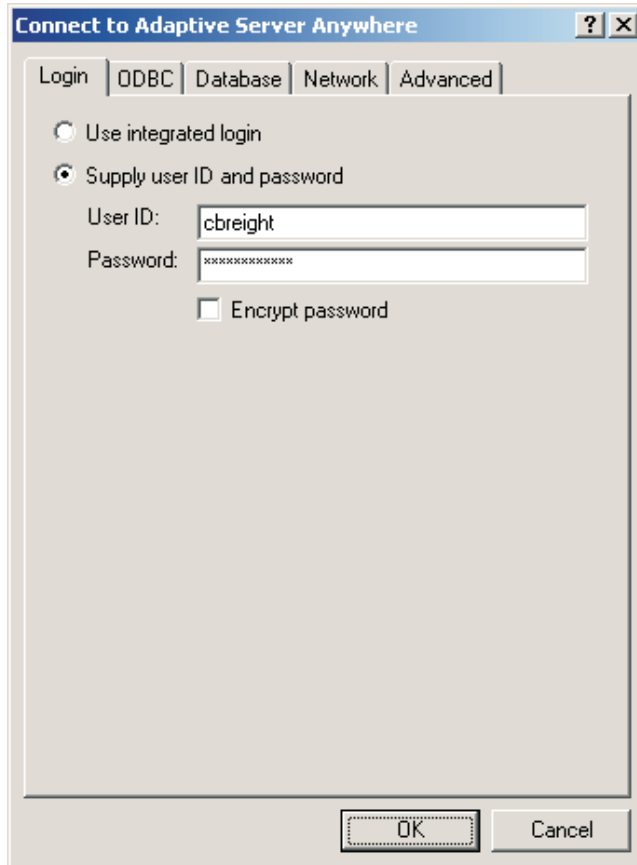 Connect to Adaptive Server Anywhere
Login ODBC Database Network Advanced
Use integrated login
Supply user ID and password
User ID: cbreight
Password: ************
Encrypt password
OK Cancel